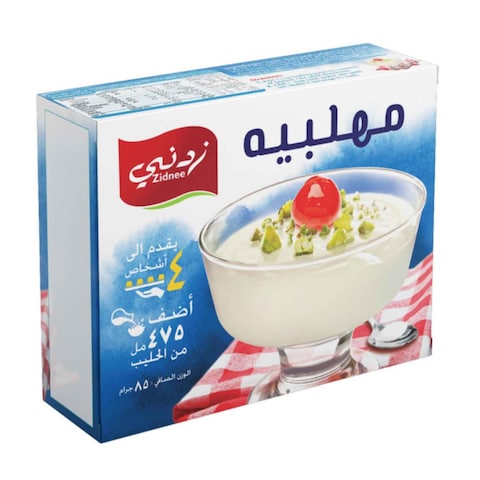 مهلبيه
زدني
Zidnee
يقدم الى
٤ أشخاص
أضف
٤٧٥ مل
من الحليب
الوزن الصافي : ٨٥ جرام